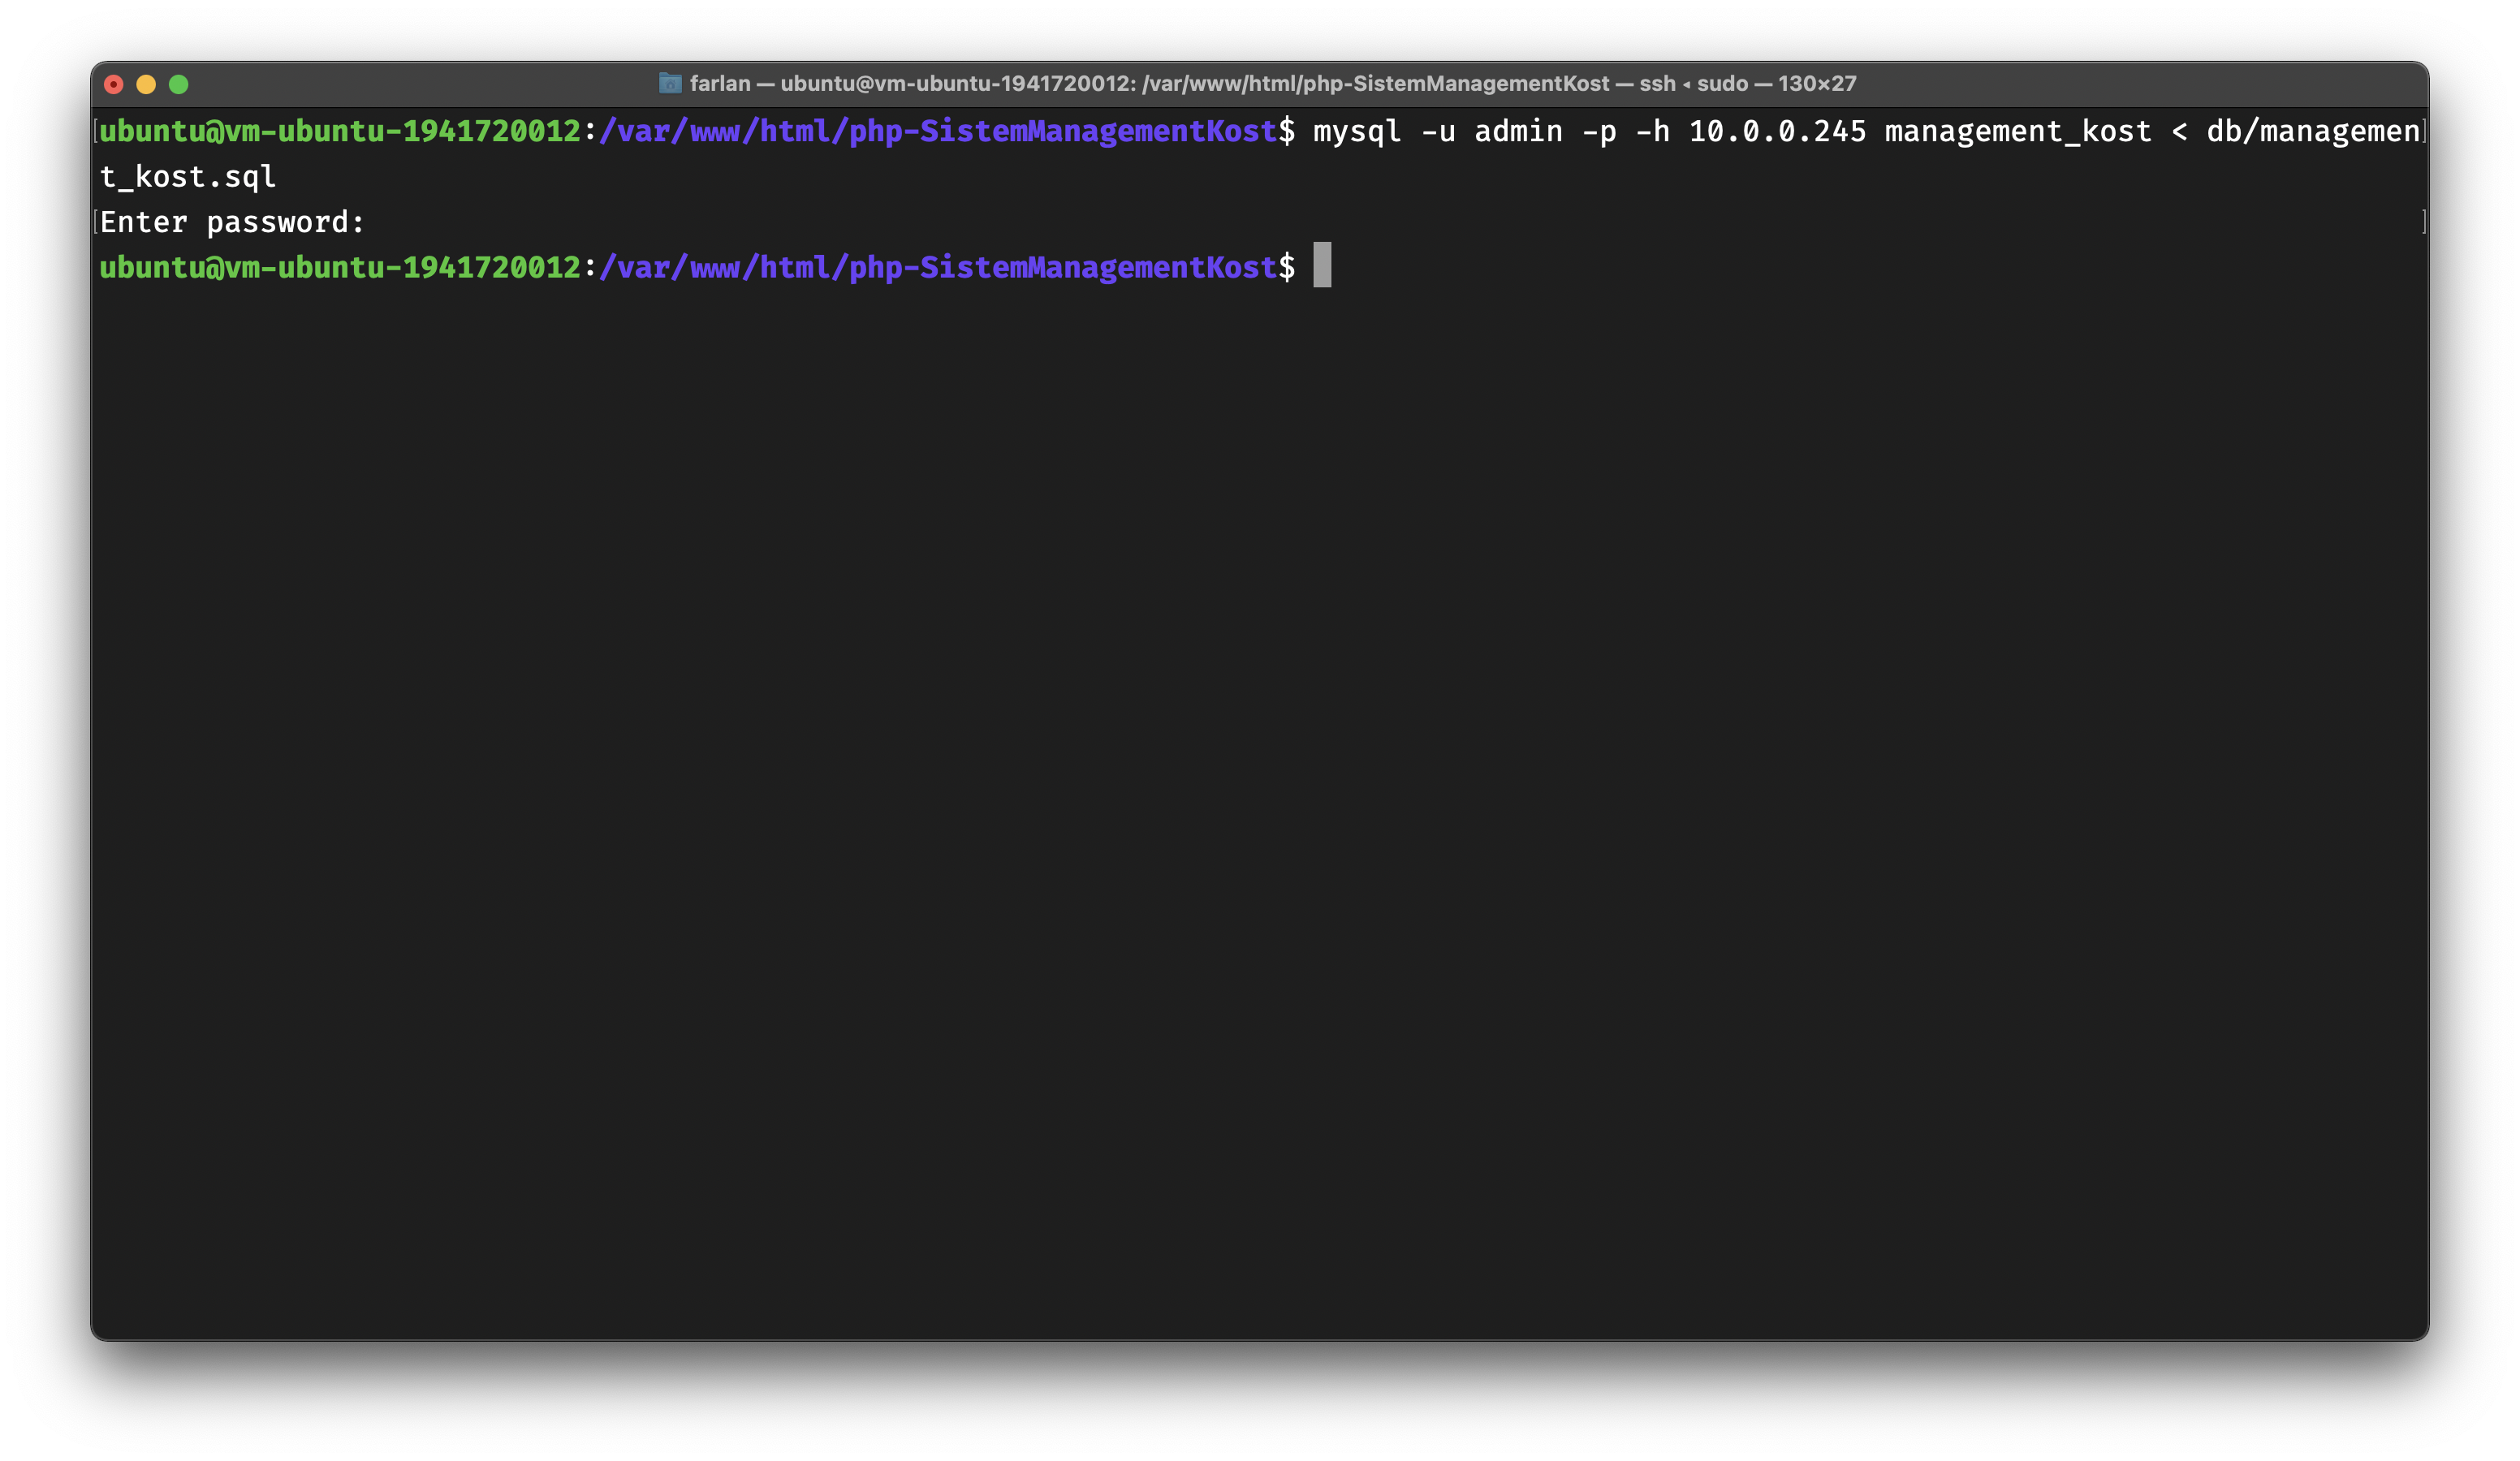 farlan — ubuntu@vm-ubuntu-1941720012: /var/www/html/php-SistemManagementKost — ssh ◂ sudo — 130×27
[ubuntu@vm-ubuntu-1941720012:/var/www/html/php-SistemManagementKost$ mysql -u admin -p -h 10.0.0.245 management_kost < db/managemen]
t_kost.sql
[Enter password: ]
ubuntu@vm-ubuntu-1941720012:/var/www/html/php-SistemManagementKost$